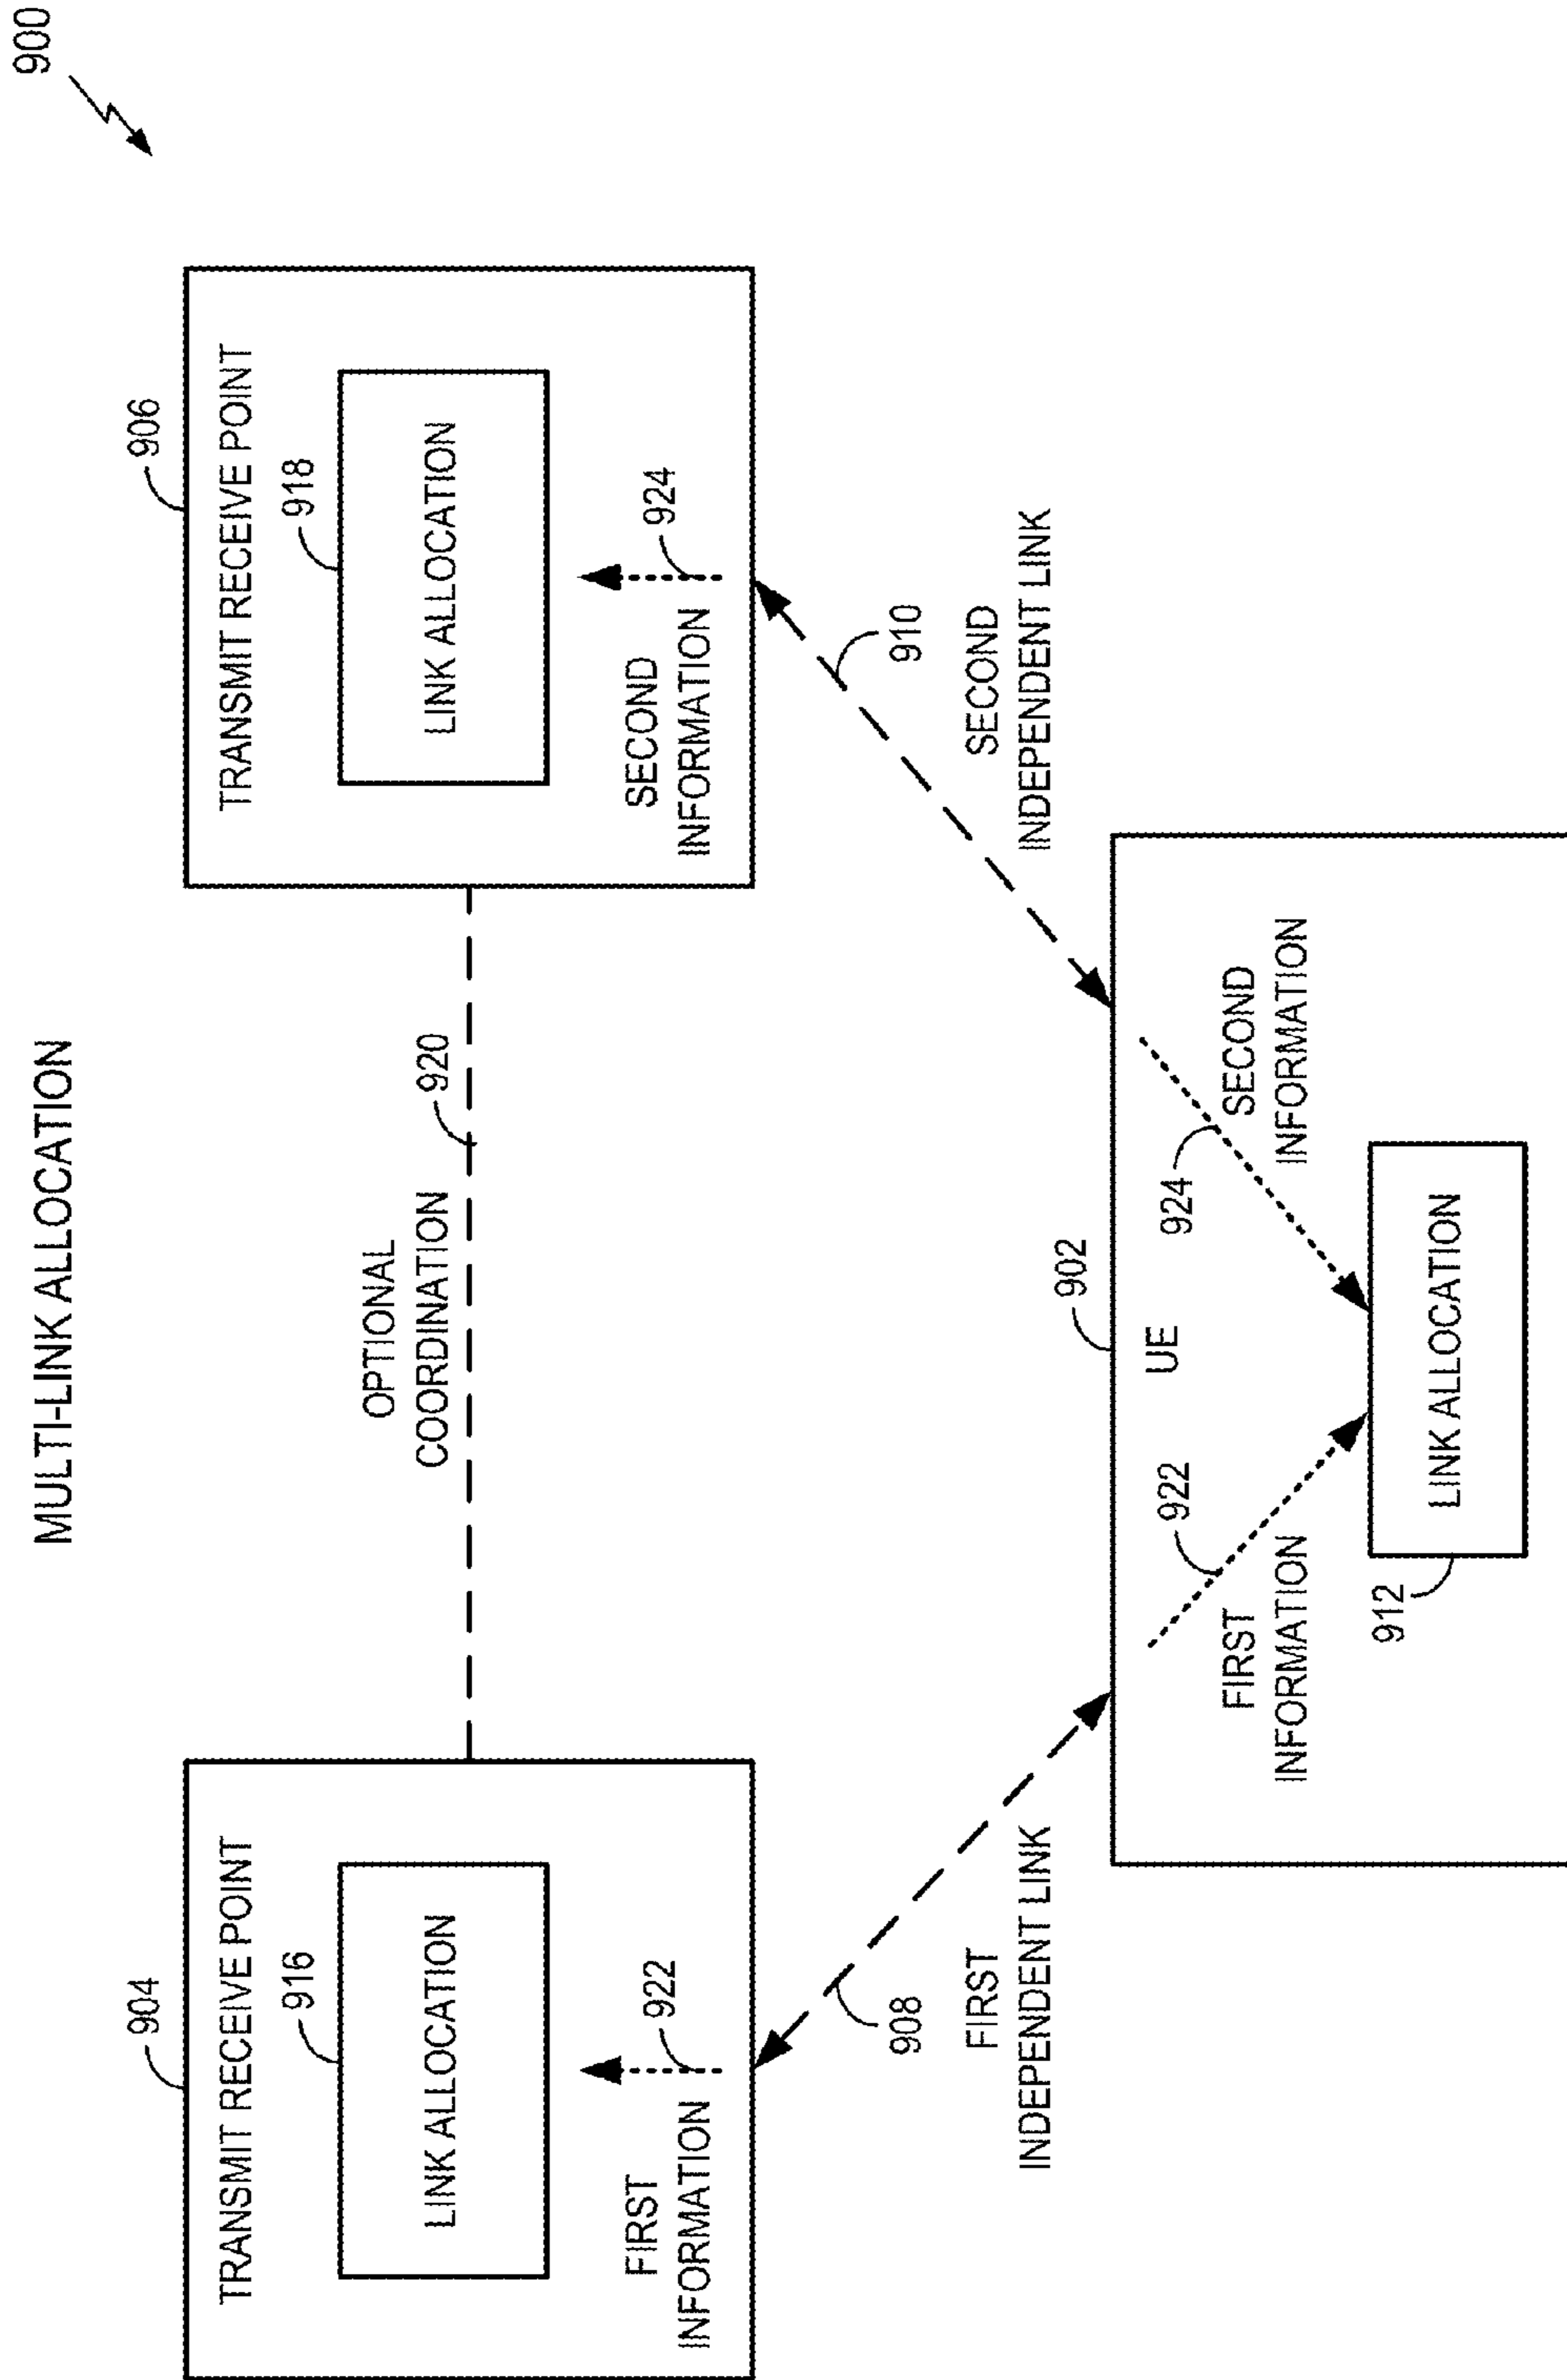 MULTI-LINK ALLOCATION
900
904
TRANSMIT RECEIVE POINT
916
LINK ALLOCATION
FIRST
INFORMATION
922
OPTIONAL
COORDINATION
920
906
TRANSMIT RECEIVE POINT
918
LINK ALLOCATION
SECOND
INFORMATION
924
908
FIRST
INDEPENDENT LINK
910
SECOND
INDEPENDENT LINK
902
UE
922
FIRST
INFORMATION
924
SECOND
INFORMATION
912
LINK ALLOCATION